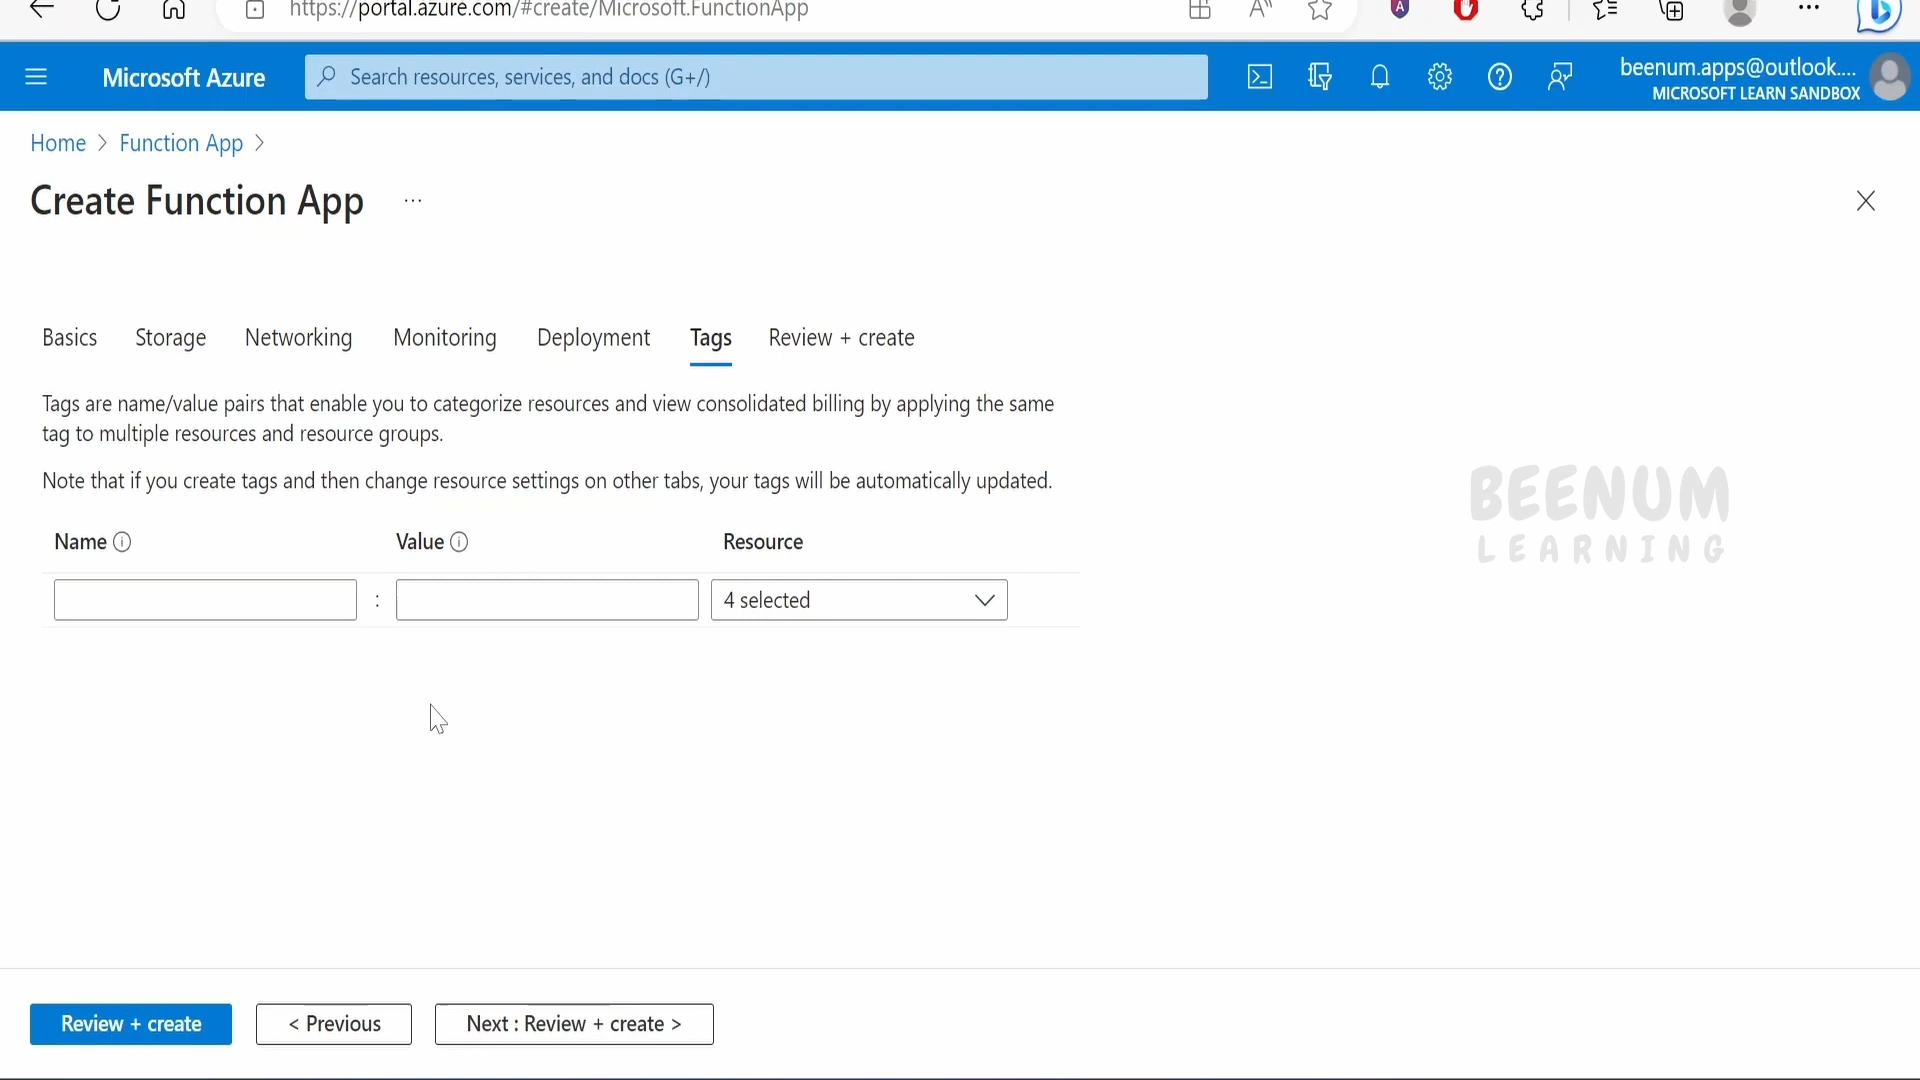 https://portal.azure.com/#create/Microsoft.FunctionApp
Microsoft Azure
Search resources, services, and docs (G+/)
beenum.apps@outlook....
MICROSOFT LEARN SANDBOX
Home > Function App >
Create Function App ...
Basics Storage Networking Monitoring Deployment Tags Review + create
Tags are name/value pairs that enable you to categorize resources and view consolidated billing by applying the same
tag to multiple resources and resource groups.
Note that if you create tags and then change resource settings on other tabs, your tags will be automatically updated.
Name Value Resource
: 4 selected
BEENUM
LEARNING
Review + create < Previous Next : Review + create >